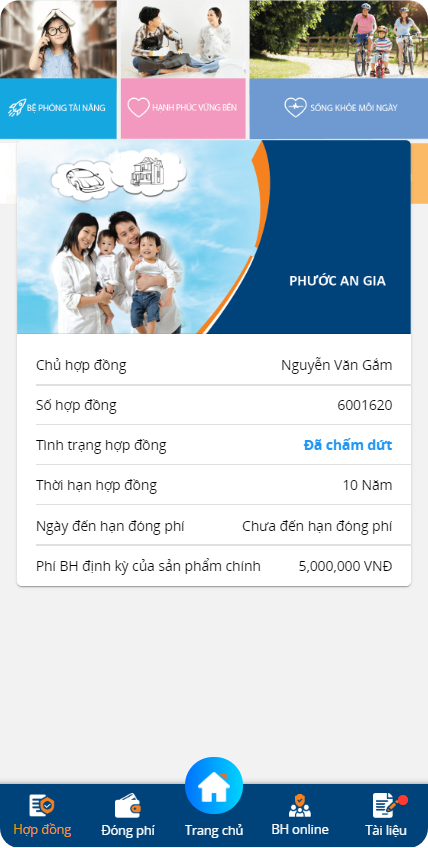 BỆ PHÓNG TÀI NĂNG
HẠNH PHÚC VỮNG BỀN
SỐNG KHỎE MỖI NGÀY
PHƯỚC AN GIA
Chủ hợp đồng Nguyễn Văn Gấm
Số hợp đồng 6001620
Tình trạng hợp đồng Đã chấm dứt
Thời hạn hợp đồng 10 Năm
Ngày đến hạn đóng phí Chưa đến hạn đóng phí
Phí BH định kỳ của sản phẩm chính 5,000,000 VNĐ
Hợp đồng Đóng phí Trang chủ BH online Tài liệu